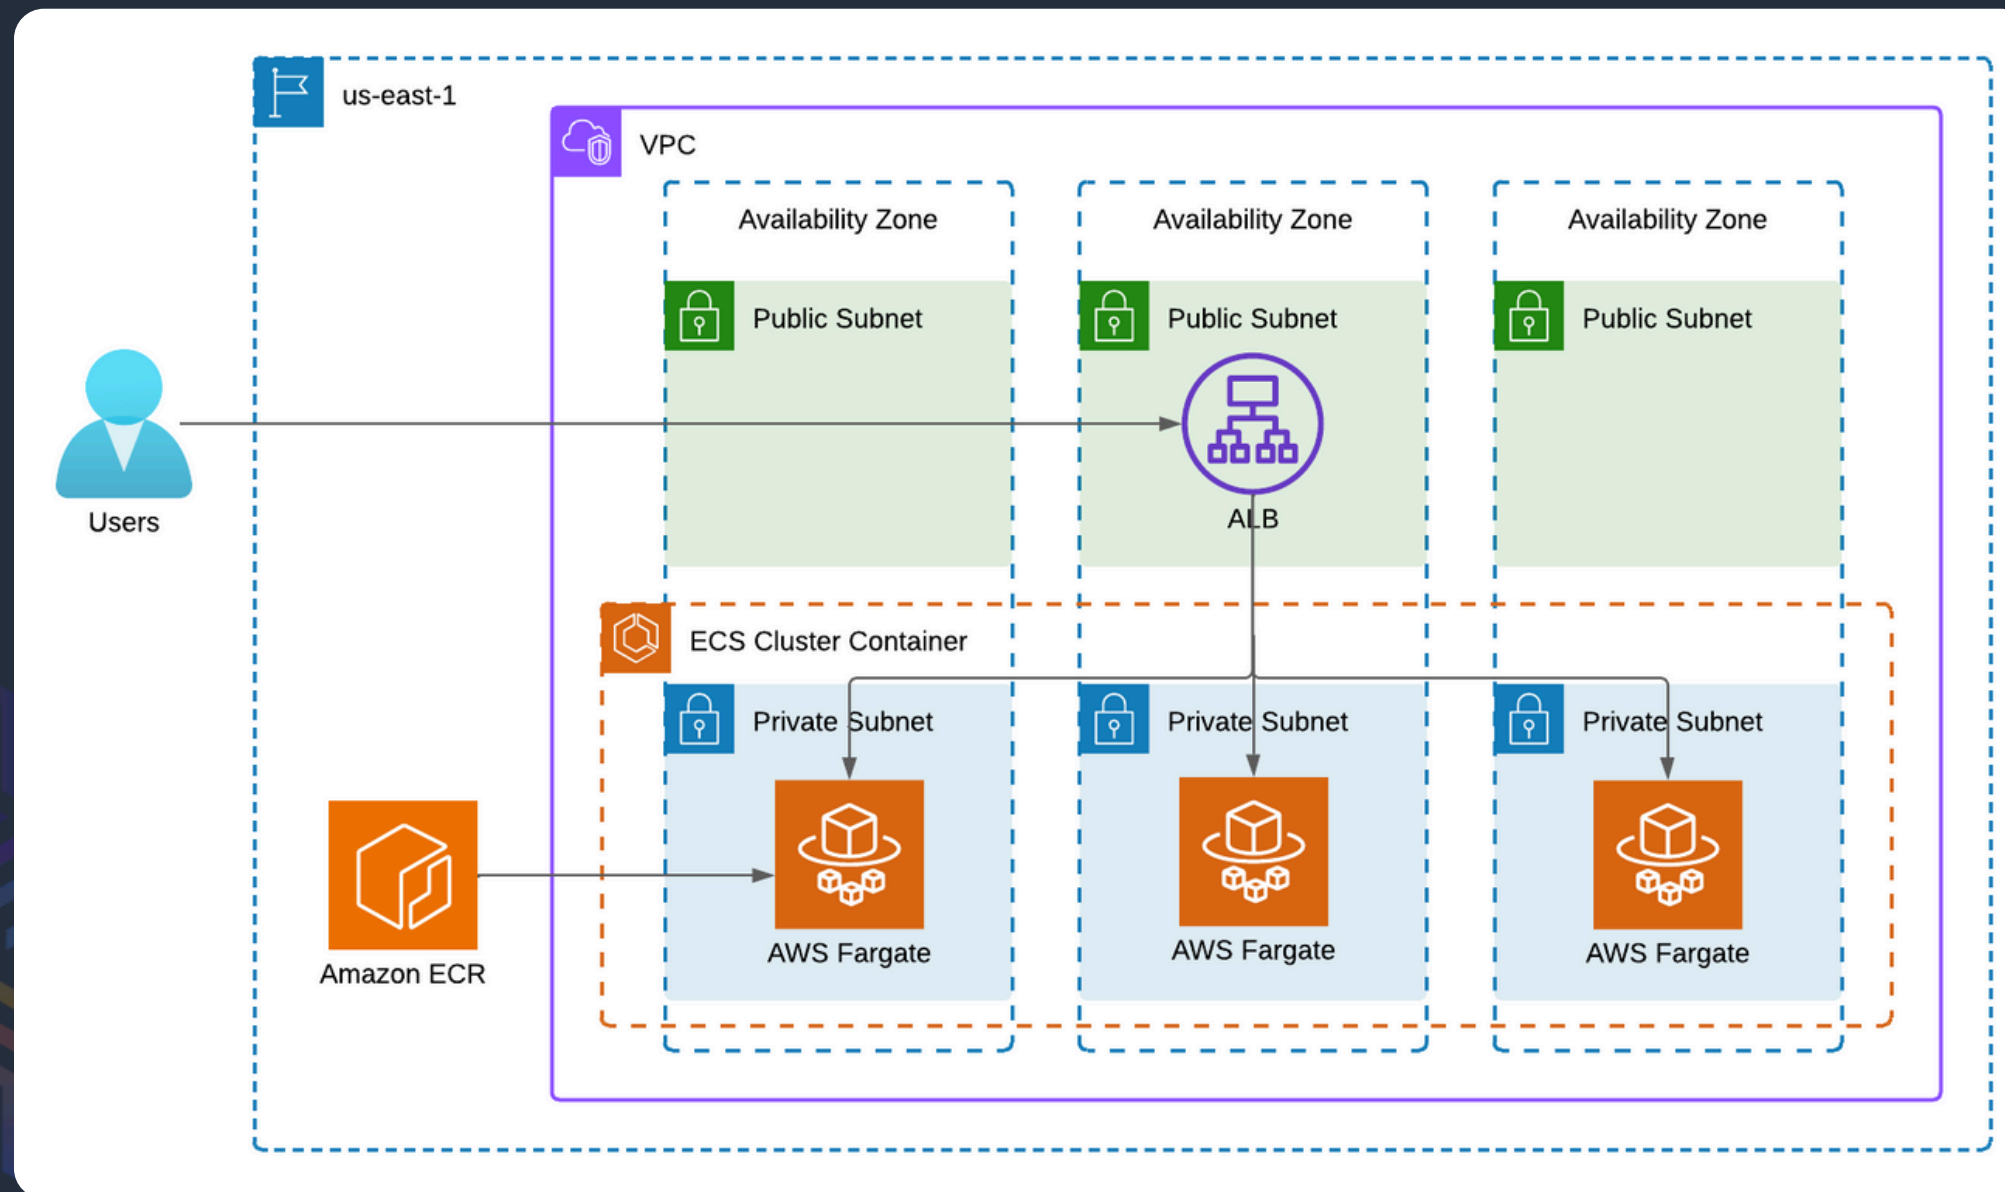 us-east-1
VPC
Availability Zone
Availability Zone
Availability Zone
Public Subnet
Public Subnet
Public Subnet
Users
ALB
ECS Cluster Container
Private Subnet
Private Subnet
Private Subnet
Amazon ECR
AWS Fargate
AWS Fargate
AWS Fargate